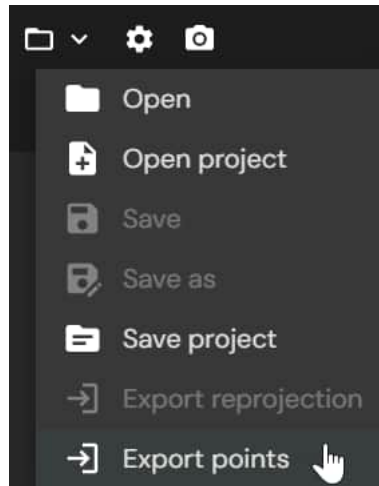 Open
Open project
Save
Save as
Save project
Export reprojection
Export points